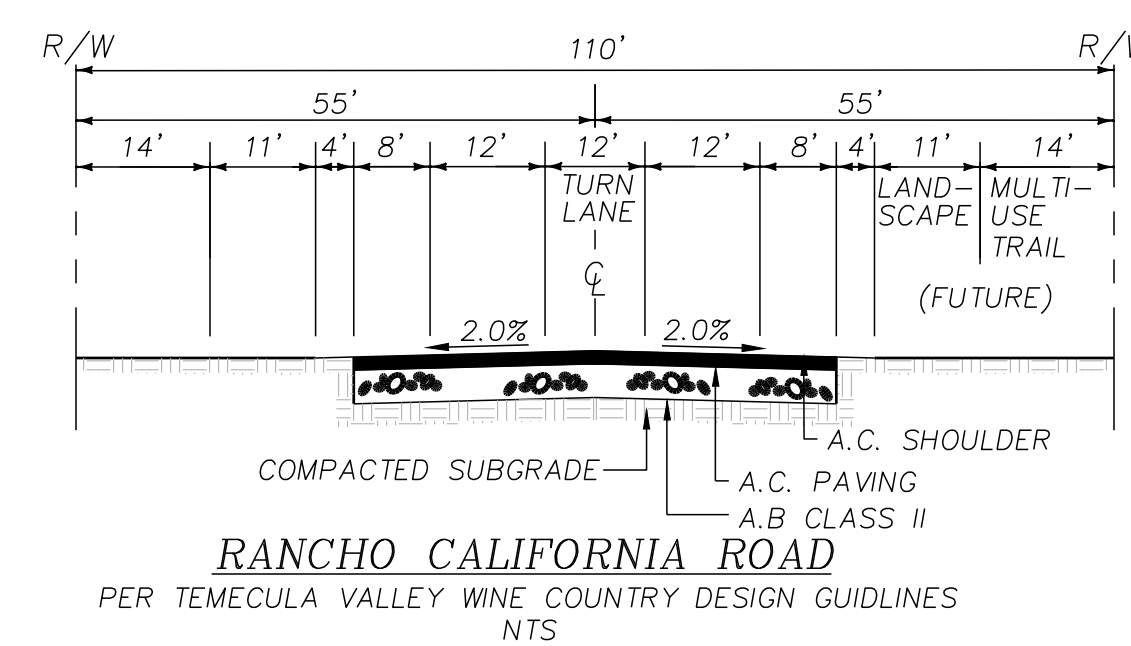 R/W 110' R/
55' 55'
14' 11' 4' 8' 12' 12' 12' 8' 4' 11' 14'
TURN
LANE
LAND-
SCAPE
MULTI-
USE
TRAIL
CL
(FUTURE)
2.0% 2.0%
A.C. SHOULDER
COMPACTED SUBGRADE
A.C. PAVING
A.B CLASS II
RANCHO CALIFORNIA ROAD
PER TEMECULA VALLEY WINE COUNTRY DESIGN GUIDLINES
NTS